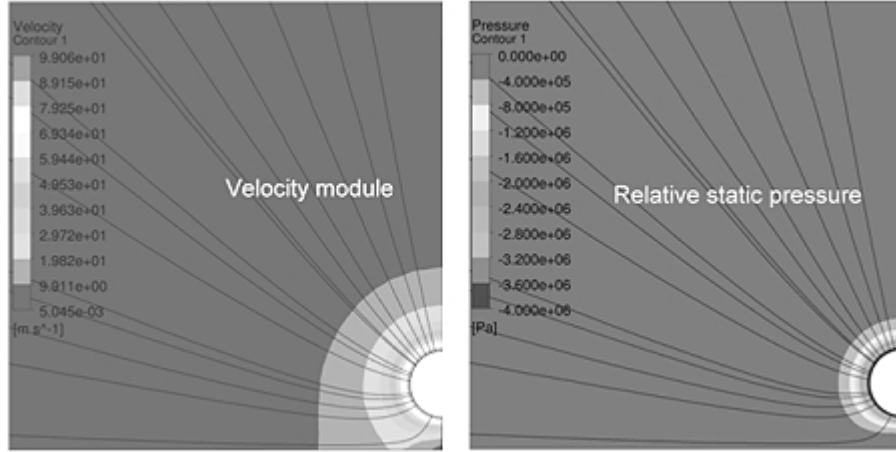 Velocity
Contour 1
9.906e+01
8.915e+01
7.925e+01
6.934e+01
5.944e+01
4.953e+01
3.963e+01
2.972e+01
1.982e+01
9.911e+00
5.045e-03
[m.s^-1]
Velocity module
Pressure
Contour 1
0.000e+00
-4.000e+05
-8.000e+05
-1.200e+06
-1.600e+06
-2.000e+06
-2.400e+06
-2.800e+06
-3.200e+06
-3.600e+06
-4.000e+06
[Pa]
Relative static pressure